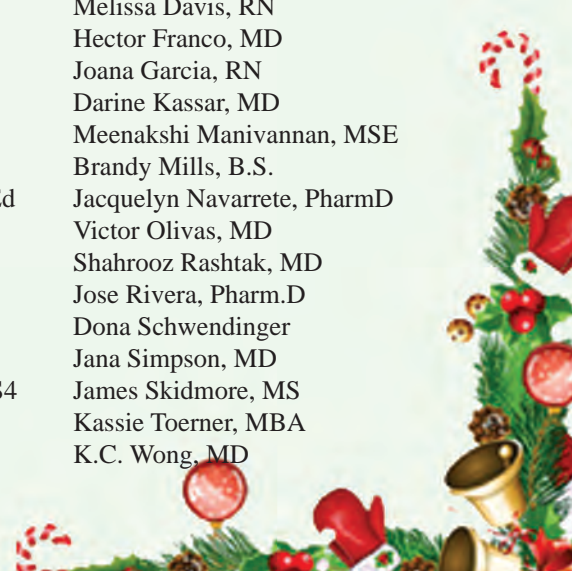 Melissa Davis, RN
Hector Franco, MD
Joana Garcia, RN
Darine Kassar, MD
Meenakshi Manivannan, MSE
Brandy Mills, B.S.
Ed Jacquelyn Navarrete, PharmD
Victor Olivas, MD
Shahrooz Rashtak, MD
Jose Rivera, Pharm.D
Dona Schwendinger
Jana Simpson, MD
S4 James Skidmore, MS
Kassie Toerner, MBA
K.C. Wong, MD